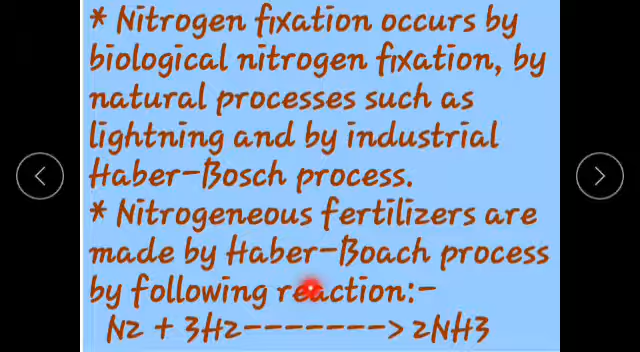 * Nitrogen fixation occurs by
biological nitrogen fixation, by
natural processes such as
lightning and by industrial
Haber-Bosch process.
* Nitrogeneous fertilizers are
made by Haber-Boach process
by following reaction:-
N2 + 3H2-------> 2NH3